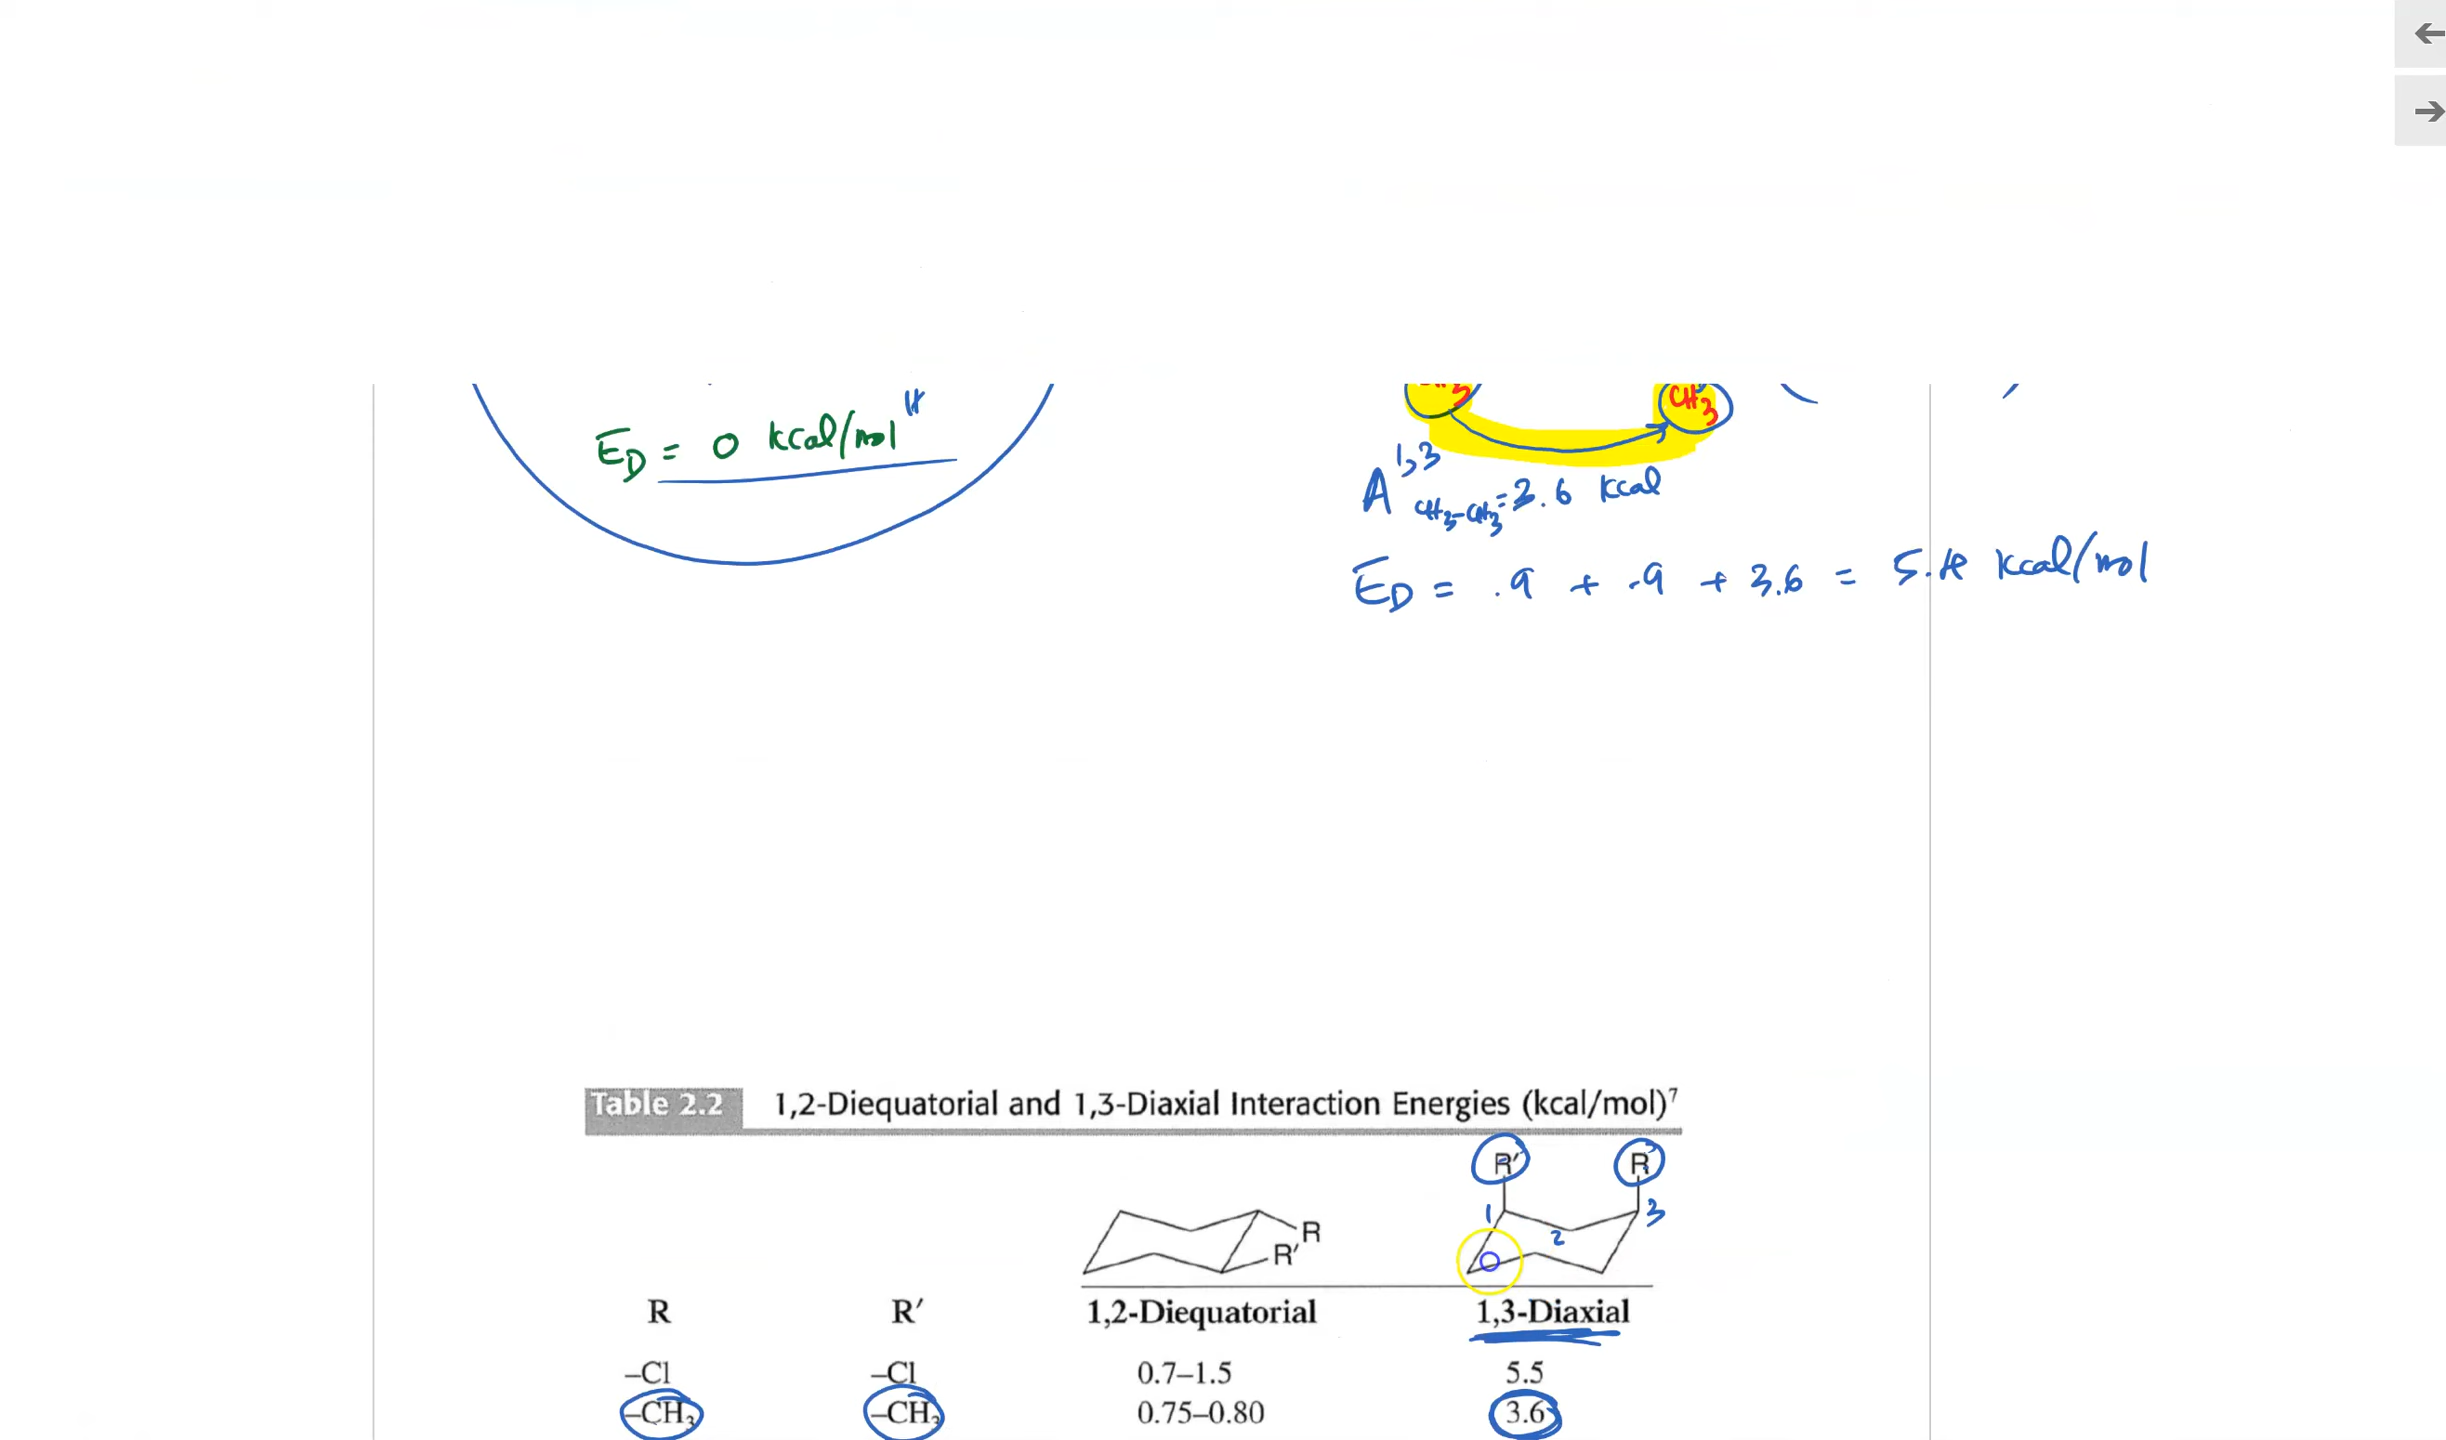 CH3
E_D = 0 kcal/mol
A^1,3 CH3-CH3 = 3.6 kcal
E_D = .9 + .9 + 3.6 = 5.4 kcal/mol
Table 2.2 1,2-Diequatorial and 1,3-Diaxial Interaction Energies (kcal/mol)⁷
R′ R
1 3
R 2
R′
R R′ 1,2-Diequatorial 1,3-Diaxial
–Cl –Cl 0.7–1.5 5.5
–CH₃ –CH₃ 0.75–0.80 3.6